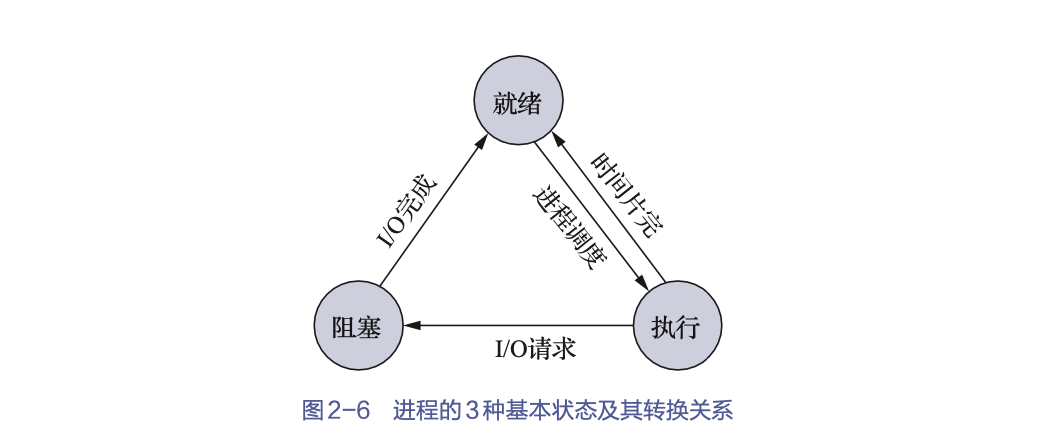 就绪
I/O完成
进程调度
时间片完
阻塞
I/O请求
执行
图2-6 进程的3种基本状态及其转换关系